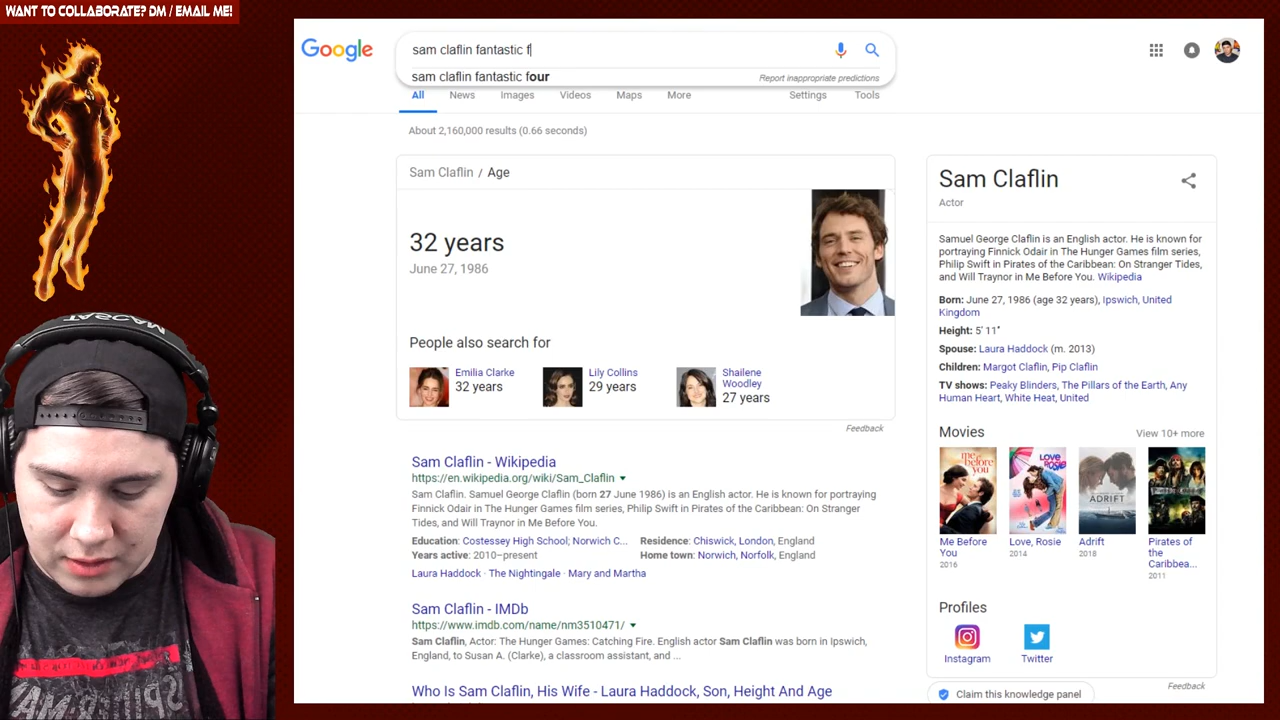 WANT TO COLLABORATE? DM / EMAIL ME!
Google
sam claflin fantastic f
sam claflin fantastic four
Report inappropriate predictions
All News Images Videos Maps More Settings Tools
About 2,160,000 results (0.66 seconds)
Sam Claflin / Age
32 years
June 27, 1986
People also search for
Emilia Clarke
32 years
Lily Collins
29 years
Shailene
Woodley
27 years
Feedback
Sam Claflin - Wikipedia
https://en.wikipedia.org/wiki/Sam_Claflin
Sam Claflin. Samuel George Claflin (born 27 June 1986) is an English actor. He is known for
portraying Finnick Odair in The Hunger Games film series, Philip Swift in Pirates of the Caribbean: On Stranger
Tides, and Will Traynor in Me Before You.
Education: Costessey High School; Norwich C... Residence: Chiswick, London, England
Years active: 2010–present Home town: Norwich, Norfolk, England
Laura Haddock · The Nightingale · Mary and Martha
Sam Claflin - IMDb
https://www.imdb.com/name/nm3510471/
Sam Claflin, Actor: The Hunger Games: Catching Fire. English actor Sam Claflin was born in Ipswich,
England, to Susan A. (Clarke), a classroom assistant, and ...
Who Is Sam Claflin, His Wife - Laura Haddock, Son, Height And Age
Sam Claflin
Actor
Samuel George Claflin is an English actor. He is known for
portraying Finnick Odair in The Hunger Games film series,
Philip Swift in Pirates of the Caribbean: On Stranger Tides,
and Will Traynor in Me Before You. Wikipedia
Born: June 27, 1986 (age 32 years), Ipswich, United
Kingdom
Height: 5′ 11″
Spouse: Laura Haddock (m. 2013)
Children: Margot Claflin, Pip Claflin
TV shows: Peaky Blinders, The Pillars of the Earth, Any
Human Heart, White Heat, United
Movies
View 10+ more
me before you
LOVE, ROSIE
ADRIFT
Me Before
You
2016
Love, Rosie
2014
Adrift
2018
Pirates of
the
Caribbea...
2011
Profiles
Instagram
Twitter
Feedback
Claim this knowledge panel